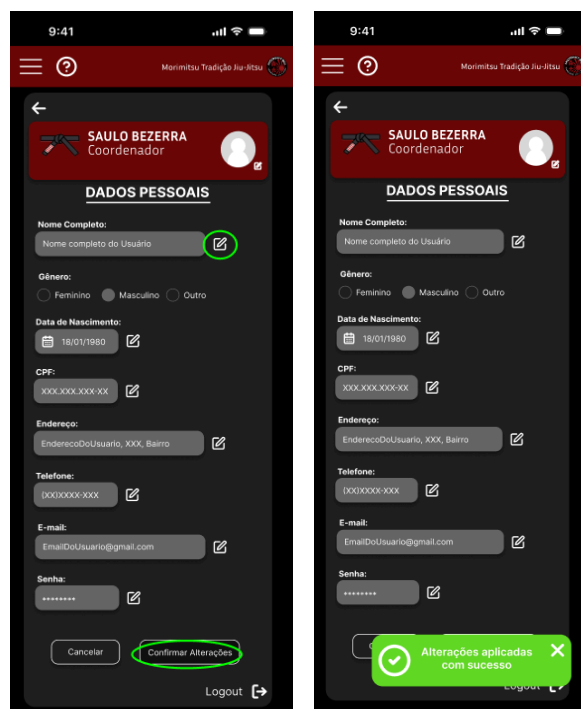 9:41
Morimitsu Tradição Jiu-Jitsu
SAULO BEZERRA
Coordenador
DADOS PESSOAIS
Nome Completo:
Nome completo do Usuário
Gênero:
Feminino Masculino Outro
Data de Nascimento:
18/01/1980
CPF:
XXX.XXX.XXX-XX
Endereço:
EnderecoDoUsuario, XXX, Bairro
Telefone:
(XX)XXXX-XXX
E-mail:
EmailDoUsuario@gmail.com
Senha:
********
Cancelar Confirmar Alterações
Logout
9:41
Morimitsu Tradição Jiu-Jitsu
SAULO BEZERRA
Coordenador
DADOS PESSOAIS
Nome Completo:
Nome completo do Usuário
Gênero:
Feminino Masculino Outro
Data de Nascimento:
18/01/1980
CPF:
XXX.XXX.XXX-XX
Endereço:
EnderecoDoUsuario, XXX, Bairro
Telefone:
(XX)XXXX-XXX
E-mail:
EmailDoUsuario@gmail.com
Senha:
********
Alterações aplicadas
com sucesso
Logout